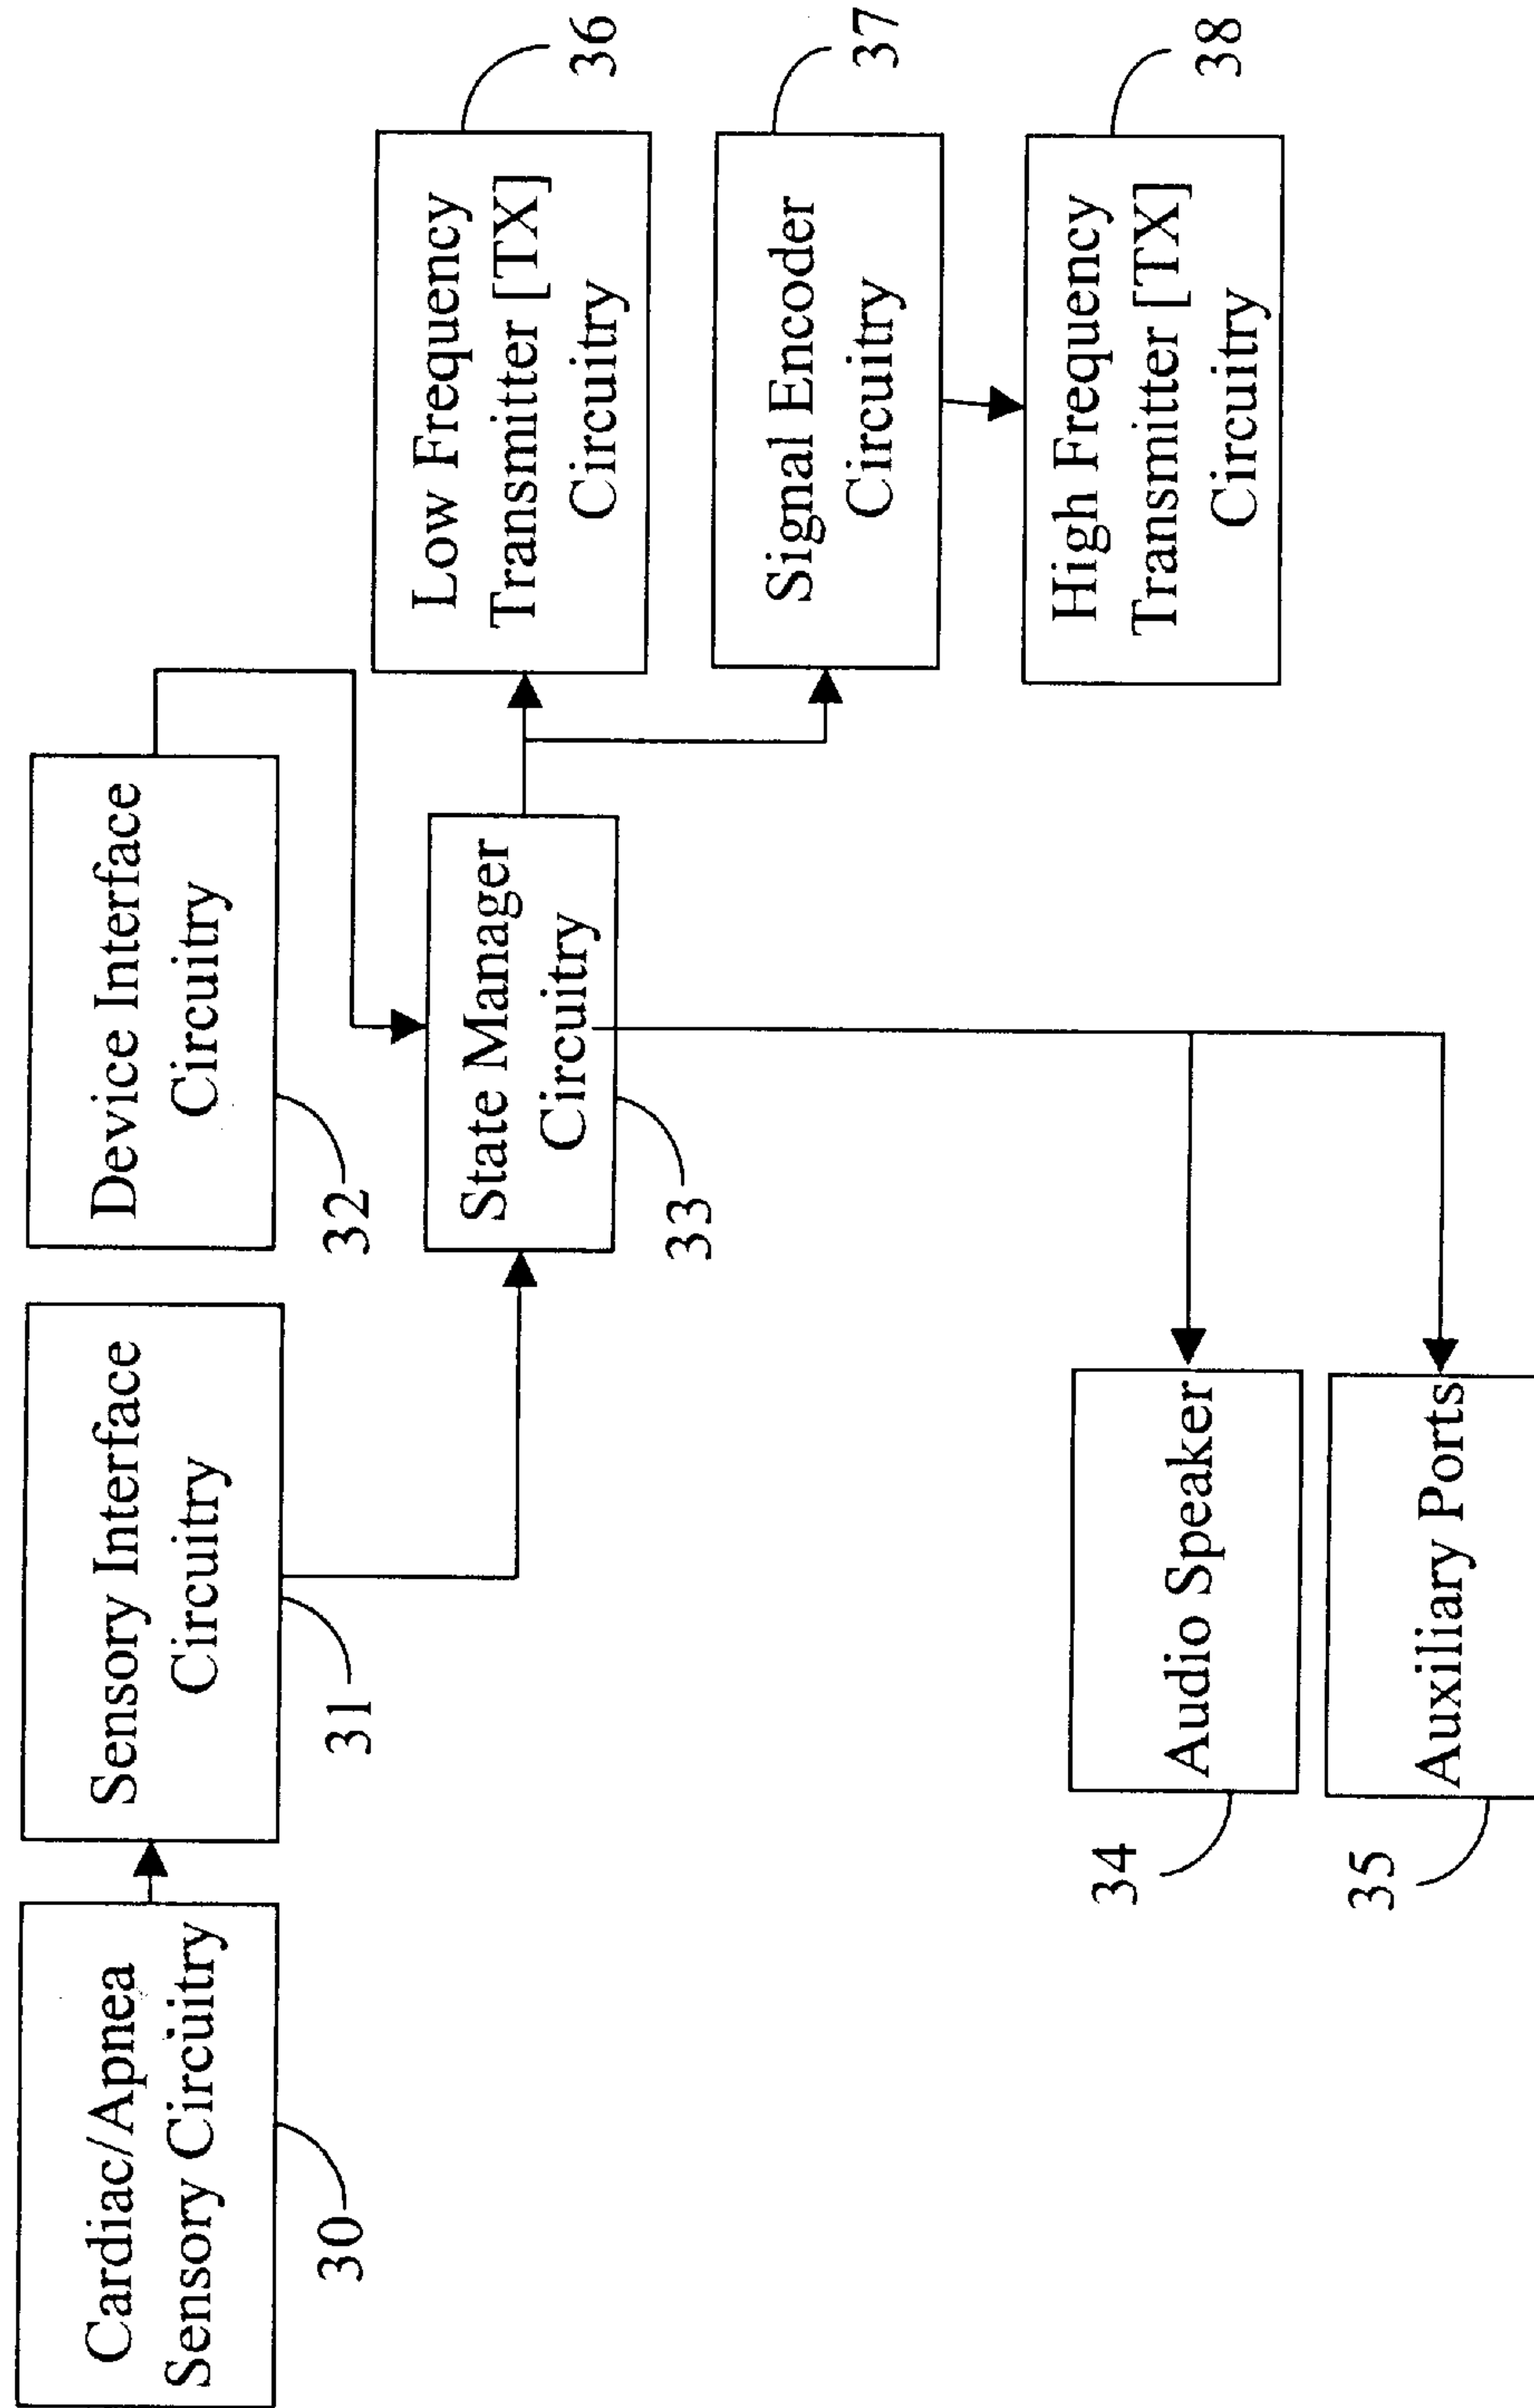 Cardiac/Apnea
Sensory Circuitry
30
Sensory Interface
Circuitry
31
Device Interface
Circuitry
32
State Manager
Circuitry
33
Low Frequency
Transmitter [TX]
Circuitry
36
Signal Encoder
Circuitry
37
High Frequency
Transmitter [TX]
Circuitry
38
Audio Speaker
34
Auxiliary Ports
35